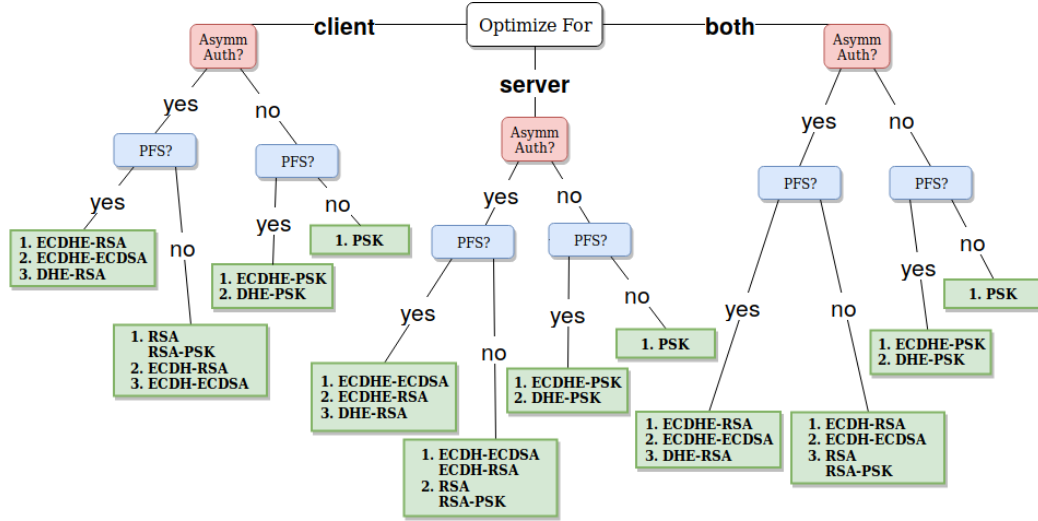 Optimize For
client
server
both
Asymm
Auth?
yes
no
PFS?
PFS?
yes
no
yes
no
1. ECDHE-RSA
2. ECDHE-ECDSA
3. DHE-RSA
1. RSA
RSA-PSK
2. ECDH-RSA
3. ECDH-ECDSA
1. ECDHE-PSK
2. DHE-PSK
1. PSK
Asymm
Auth?
yes
no
PFS?
PFS?
yes
no
yes
no
1. ECDHE-ECDSA
2. ECDHE-RSA
3. DHE-RSA
1. ECDH-ECDSA
ECDH-RSA
2. RSA
RSA-PSK
1. ECDHE-PSK
2. DHE-PSK
1. PSK
Asymm
Auth?
yes
no
PFS?
PFS?
yes
no
yes
no
1. ECDHE-RSA
2. ECDHE-ECDSA
3. DHE-RSA
1. ECDH-RSA
2. ECDH-ECDSA
3. RSA
RSA-PSK
1. ECDHE-PSK
2. DHE-PSK
1. PSK